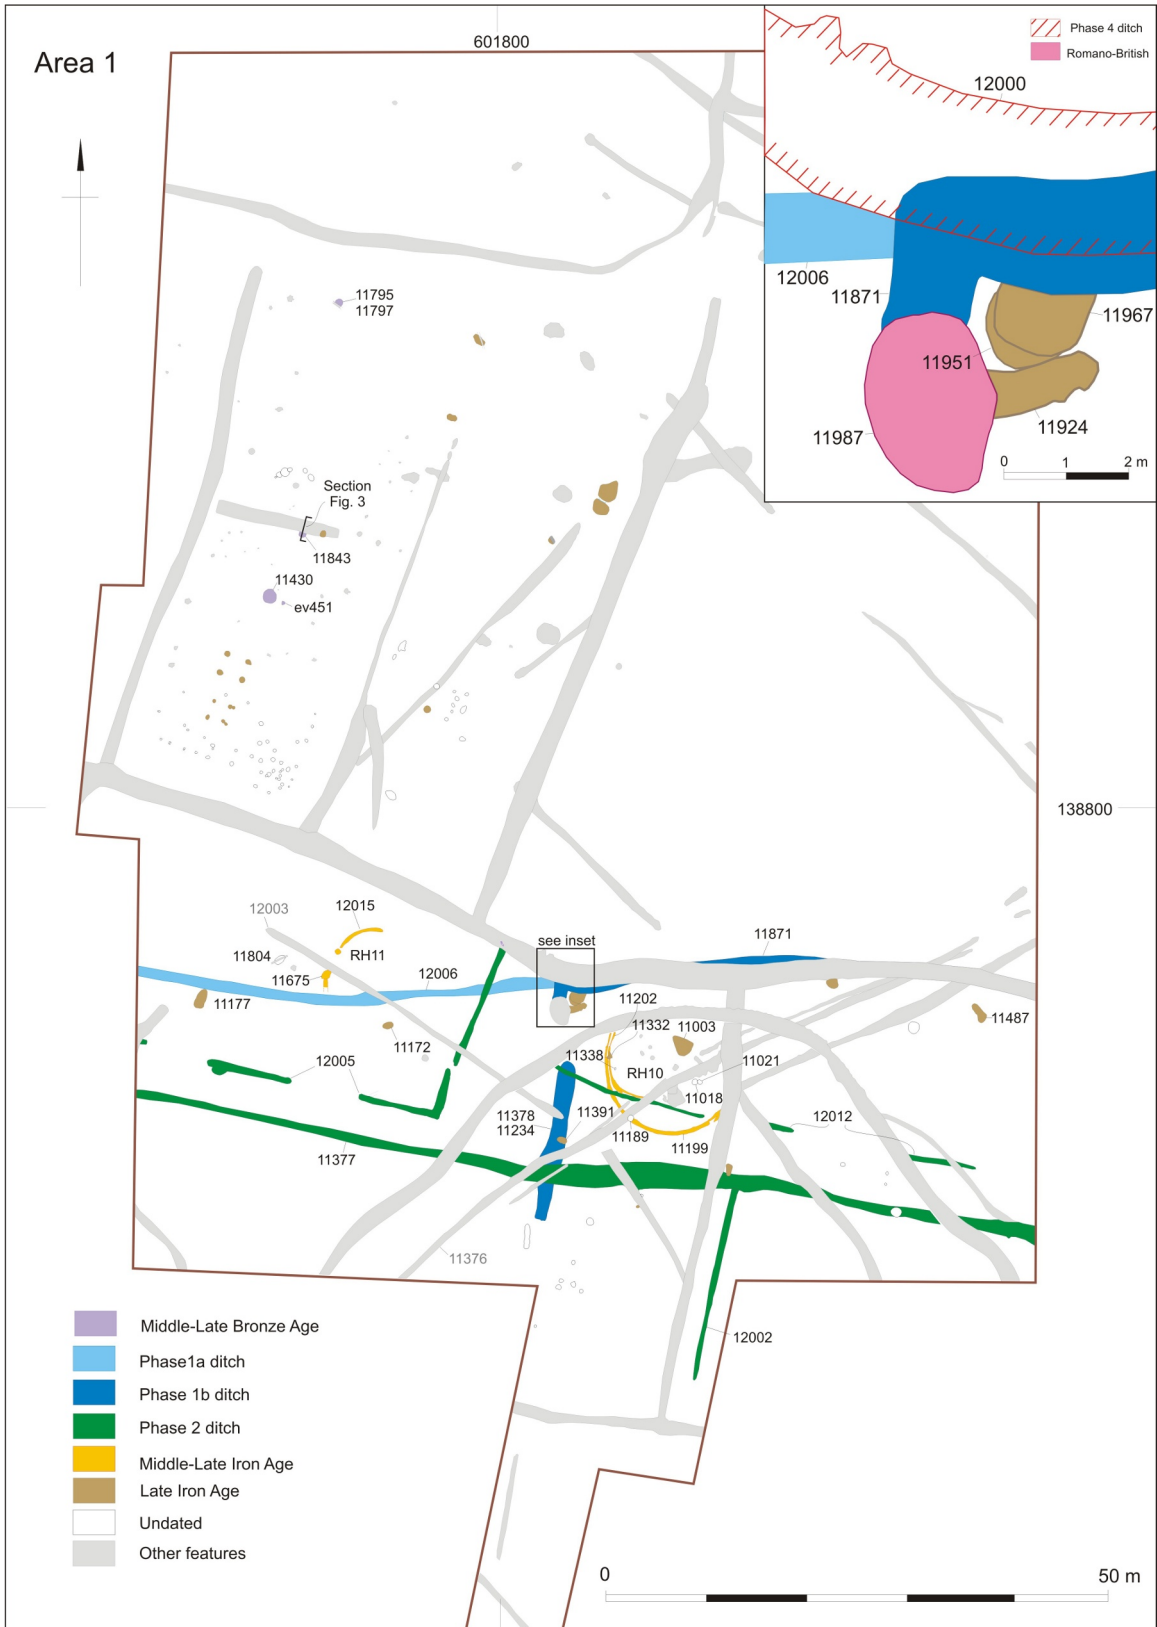 Area 1
601800
Phase 4 ditch
Romano-British
12000
12006
11871
11967
11951
11924
11987
0 1 2 m
11795
11797
Section
Fig. 3
11843
11430
ev451
138800
12003
12015
11804
RH11
see inset
11871
11675
12006
11177
11202
11332
11003
11487
11172
11338
RH10
11021
12005
11018
11378
11234
11391
11189
11199
12012
11377
11376
12002
Middle-Late Bronze Age
Phase1a ditch
Phase 1b ditch
Phase 2 ditch
Middle-Late Iron Age
Late Iron Age
Undated
Other features
0 50 m